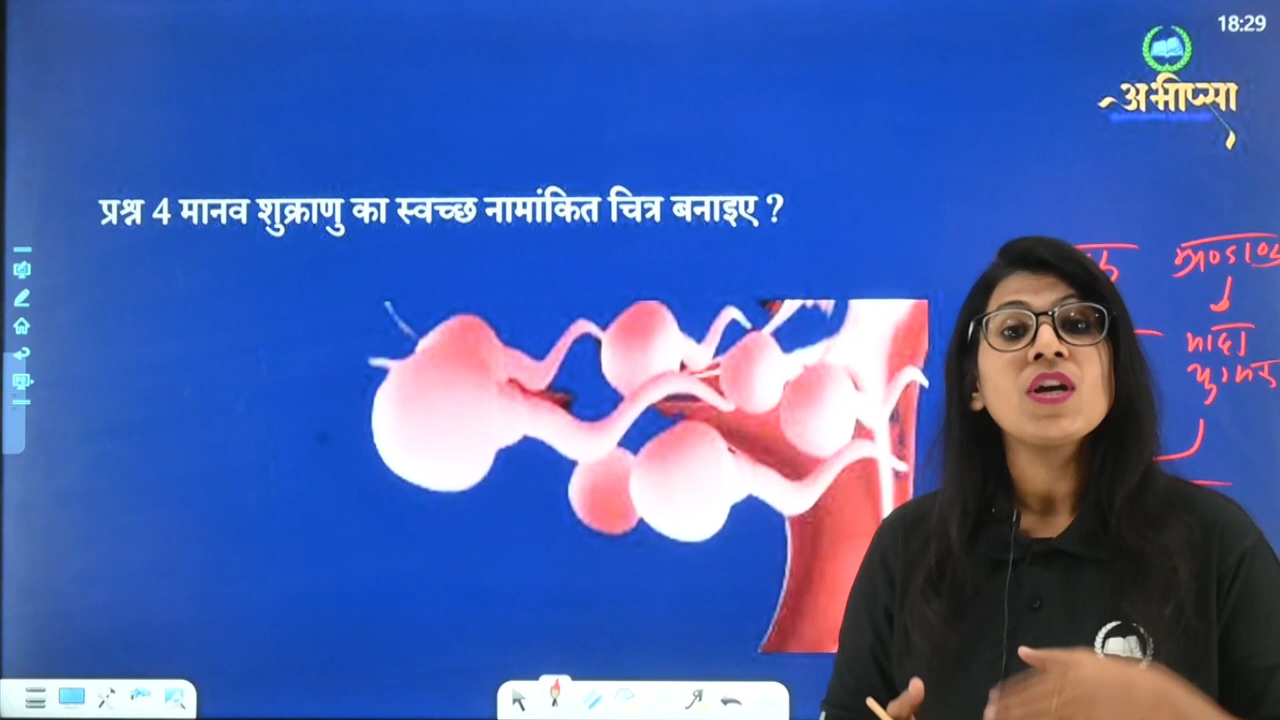 18:29
अभीप्सा
प्रश्न 4 मानव शुक्राणु का स्वच्छ नामांकित चित्र बनाइए ?
मादा